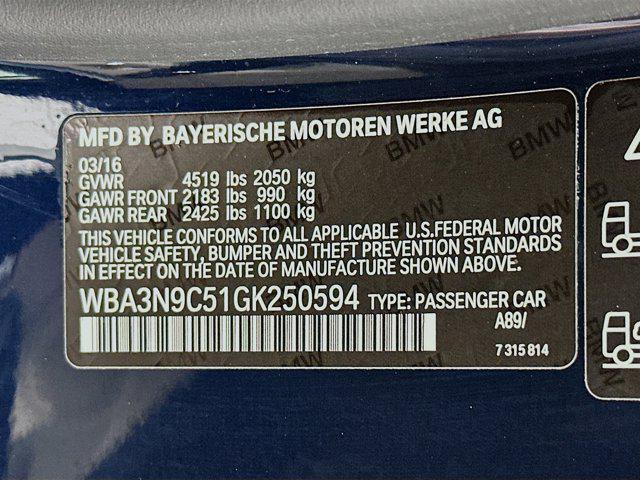 MFD BY BAYERISCHE MOTOREN WERKE AG
03/16
GVWR 4519 lbs 2050 kg
GAWR FRONT 2183 lbs 990 kg
GAWR REAR 2425 lbs 1100 kg
THIS VEHICLE CONFORMS TO ALL APPLICABLE U.S.FEDERAL MOTOR
VEHICLE SAFETY, BUMPER AND THEFT PREVENTION STANDARDS
IN EFFECT ON THE DATE OF MANUFACTURE SHOWN ABOVE.
WBA3N9C51GK250594 TYPE: PASSENGER CAR
A89/
7 315 814